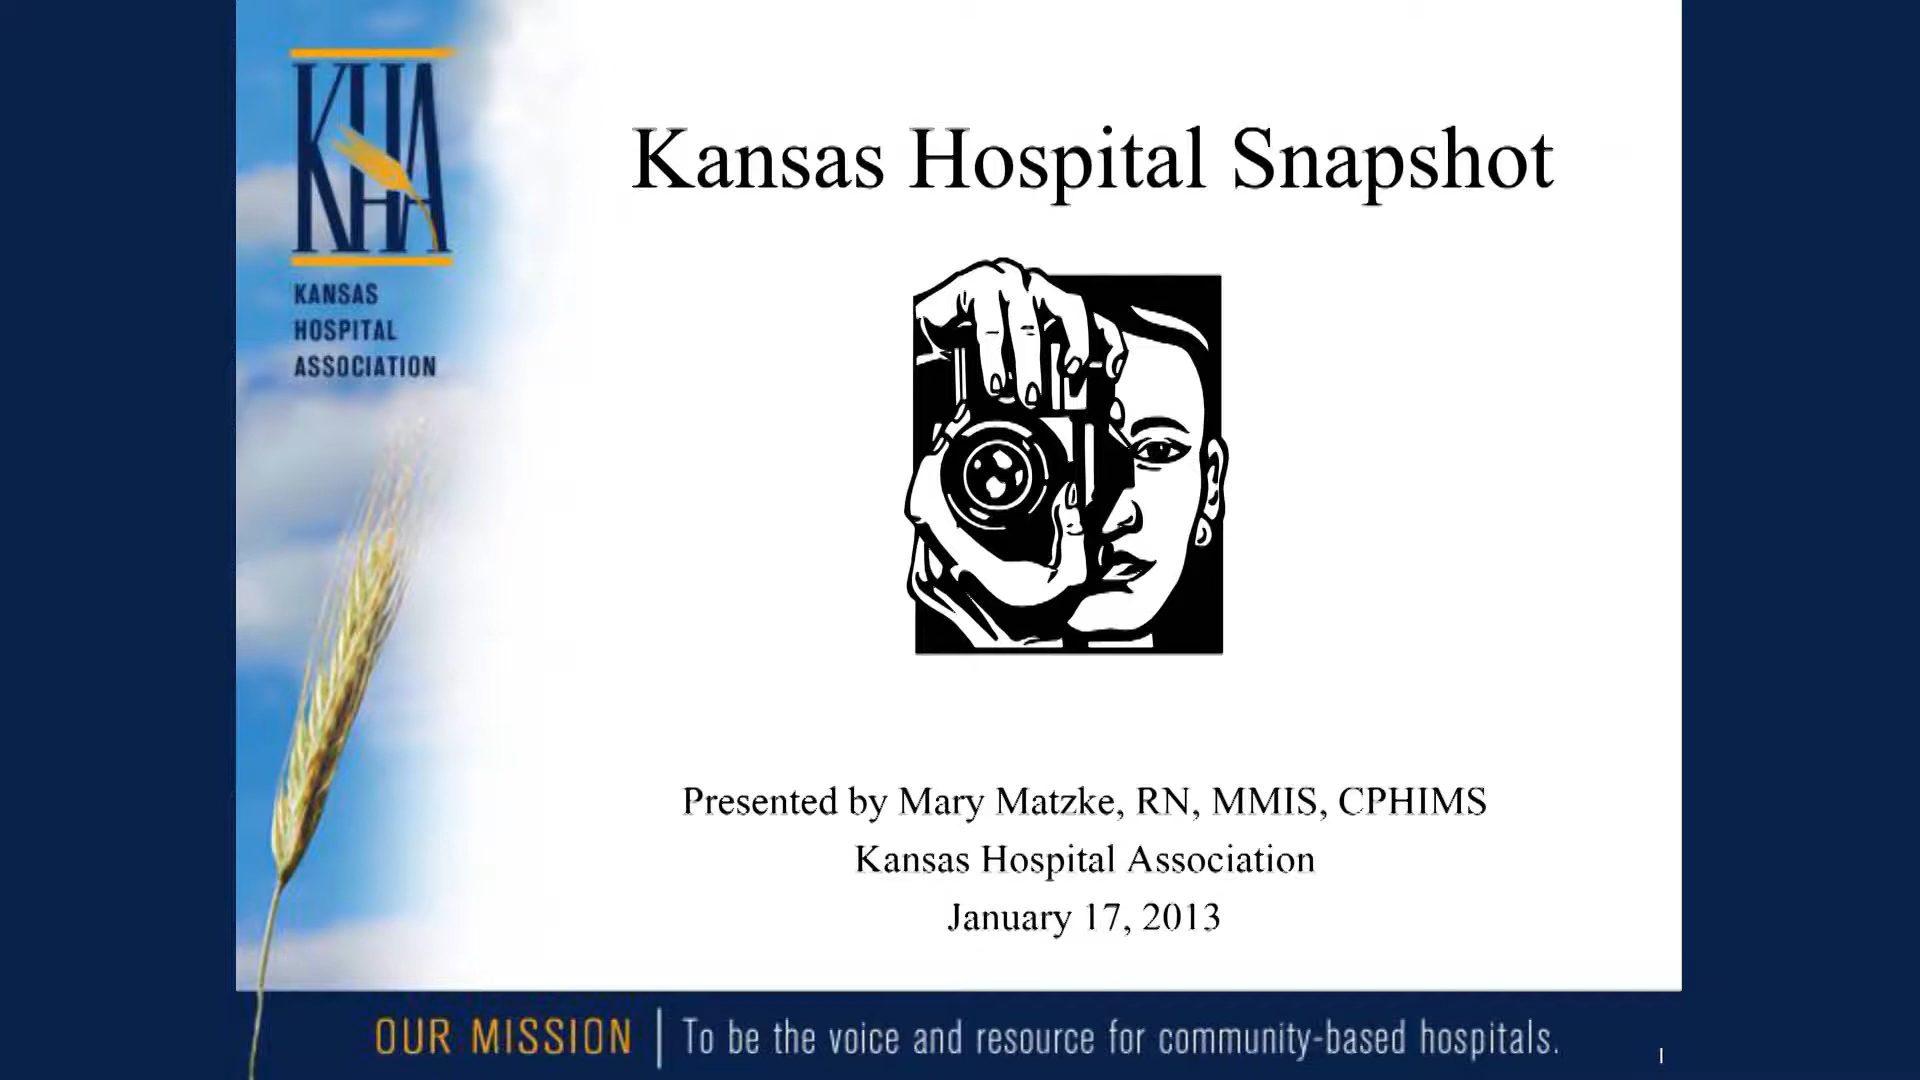 KHA
KANSAS
HOSPITAL
ASSOCIATION
Kansas Hospital Snapshot
Presented by Mary Matzke, RN, MMIS, CPHIMS
Kansas Hospital Association
January 17, 2013
OUR MISSION | To be the voice and resource for community-based hospitals.
1